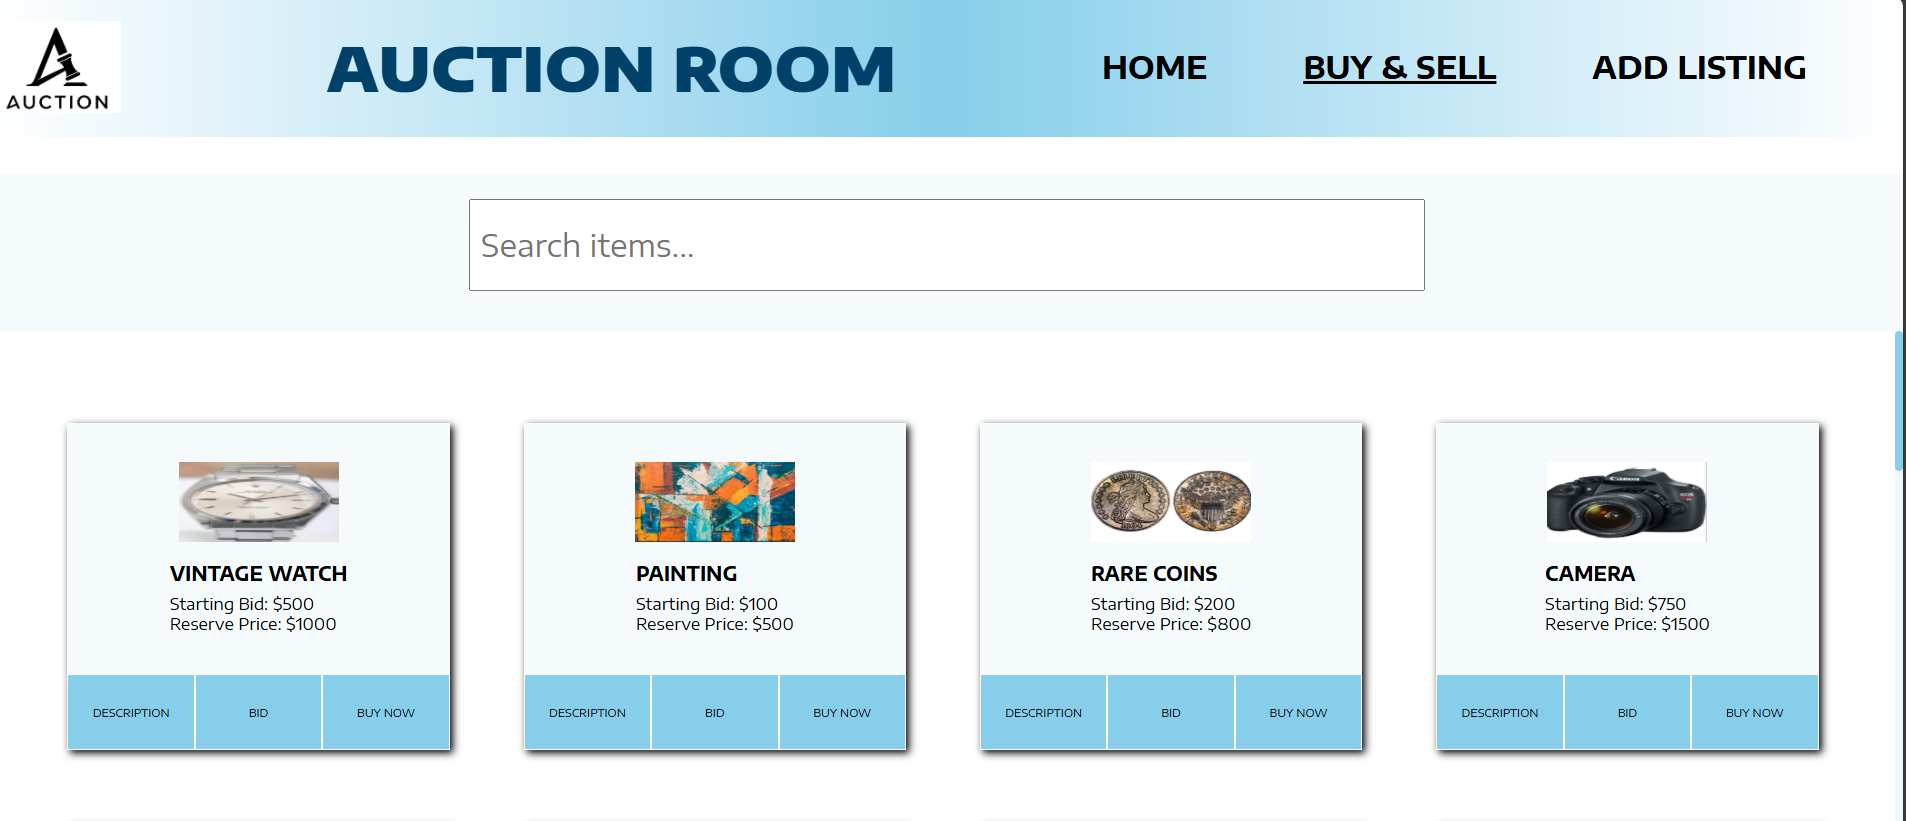 AUCTION
AUCTION ROOM
HOME
BUY & SELL
ADD LISTING
Search items...
VINTAGE WATCH
Starting Bid: $500
Reserve Price: $1000
DESCRIPTION
BID
BUY NOW
PAINTING
Starting Bid: $100
Reserve Price: $500
DESCRIPTION
BID
BUY NOW
RARE COINS
Starting Bid: $200
Reserve Price: $800
DESCRIPTION
BID
BUY NOW
Canon
CAMERA
Starting Bid: $750
Reserve Price: $1500
DESCRIPTION
BID
BUY NOW